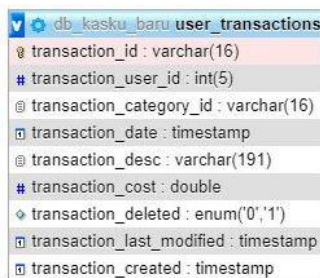 db_kasku_baru user_transactions
transaction_id : varchar(16)
transaction_user_id : int(5)
transaction_category_id : varchar(16)
transaction_date : timestamp
transaction_desc : varchar(191)
transaction_cost : double
transaction_deleted : enum('0','1')
transaction_last_modified : timestamp
transaction_created : timestamp